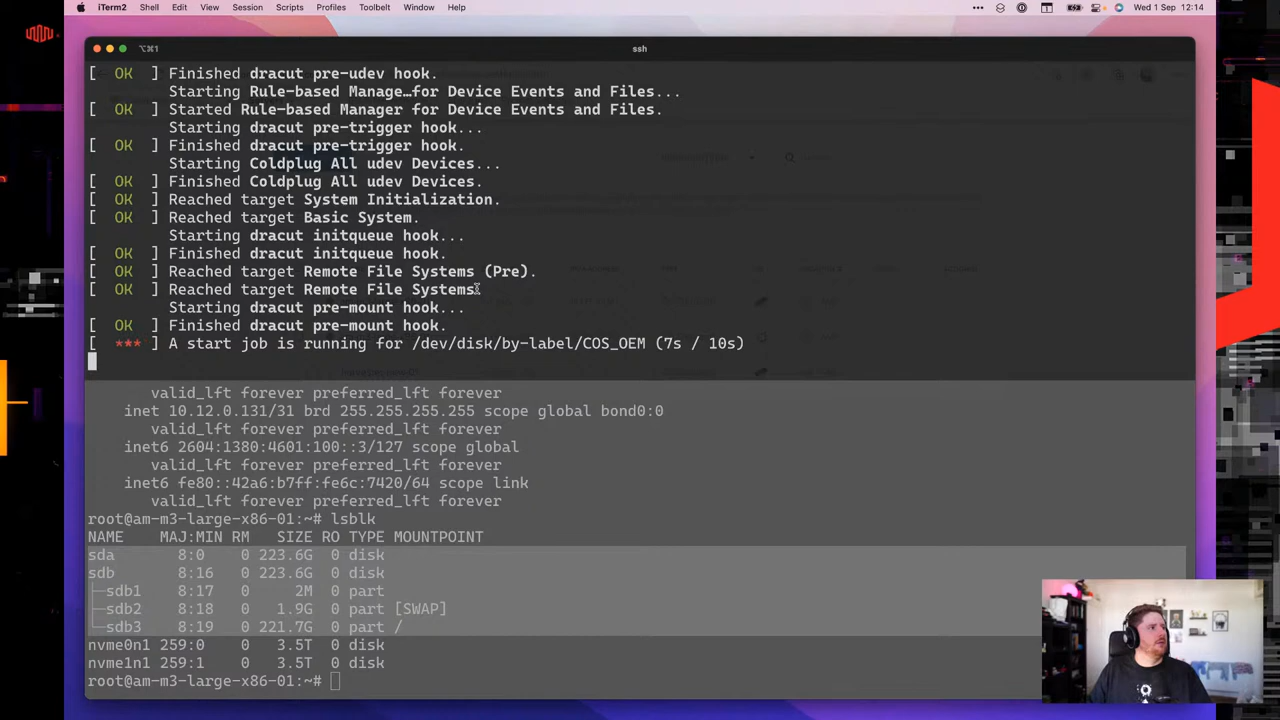 iTerm2 Shell Edit View Session Scripts Profiles Toolbelt Window Help
Wed 1 Sep 12:14
⌥⌘1
ssh
[ OK ] Finished dracut pre-udev hook.
Starting Rule-based Manage…for Device Events and Files...
[ OK ] Started Rule-based Manager for Device Events and Files.
Starting dracut pre-trigger hook...
[ OK ] Finished dracut pre-trigger hook.
Starting Coldplug All udev Devices...
[ OK ] Finished Coldplug All udev Devices.
[ OK ] Reached target System Initialization.
[ OK ] Reached target Basic System.
Starting dracut initqueue hook...
[ OK ] Finished dracut initqueue hook.
[ OK ] Reached target Remote File Systems (Pre).
[ OK ] Reached target Remote File Systems.
Starting dracut pre-mount hook...
[ OK ] Finished dracut pre-mount hook.
[ *** ] A start job is running for /dev/disk/by-label/COS_OEM (7s / 10s)
valid_lft forever preferred_lft forever
inet 10.12.0.131/31 brd 255.255.255.255 scope global bond0:0
valid_lft forever preferred_lft forever
inet6 2604:1380:4601:100::3/127 scope global
valid_lft forever preferred_lft forever
inet6 fe80::42a6:b7ff:fe6c:7420/64 scope link
valid_lft forever preferred_lft forever
root@am-m3-large-x86-01:~# lsblk
NAME MAJ:MIN RM SIZE RO TYPE MOUNTPOINT
sda 8:0 0 223.6G 0 disk
sdb 8:16 0 223.6G 0 disk
├─sdb1 8:17 0 2M 0 part
├─sdb2 8:18 0 1.9G 0 part [SWAP]
└─sdb3 8:19 0 221.7G 0 part /
nvme0n1 259:0 0 3.5T 0 disk
nvme1n1 259:1 0 3.5T 0 disk
root@am-m3-large-x86-01:~#